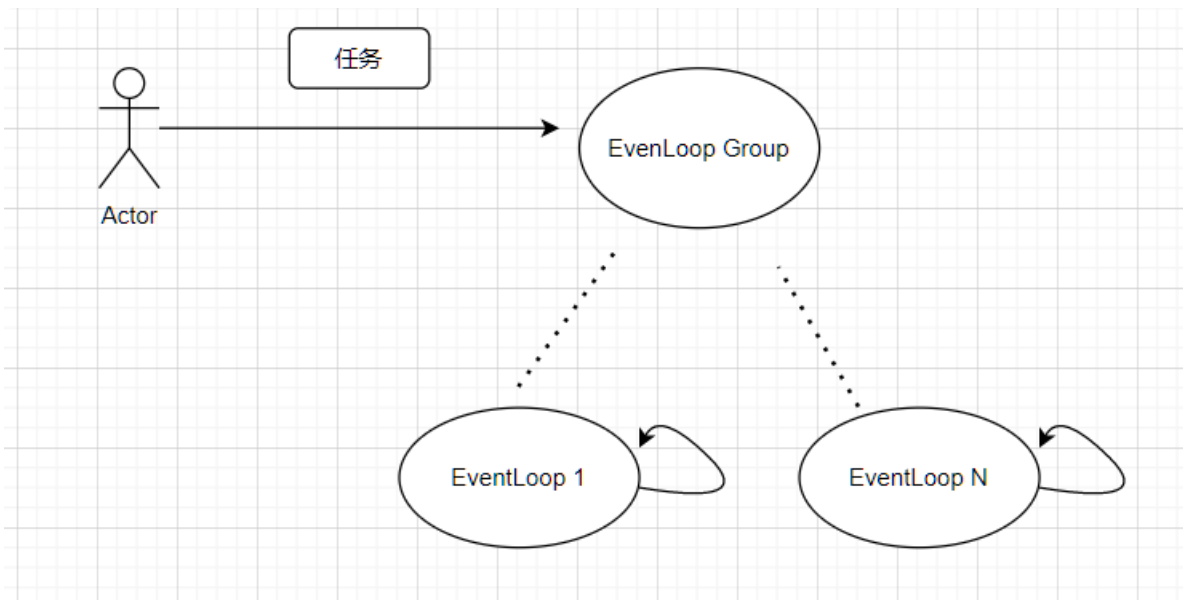 任务
EvenLoop Group
Actor
EventLoop 1
EventLoop N